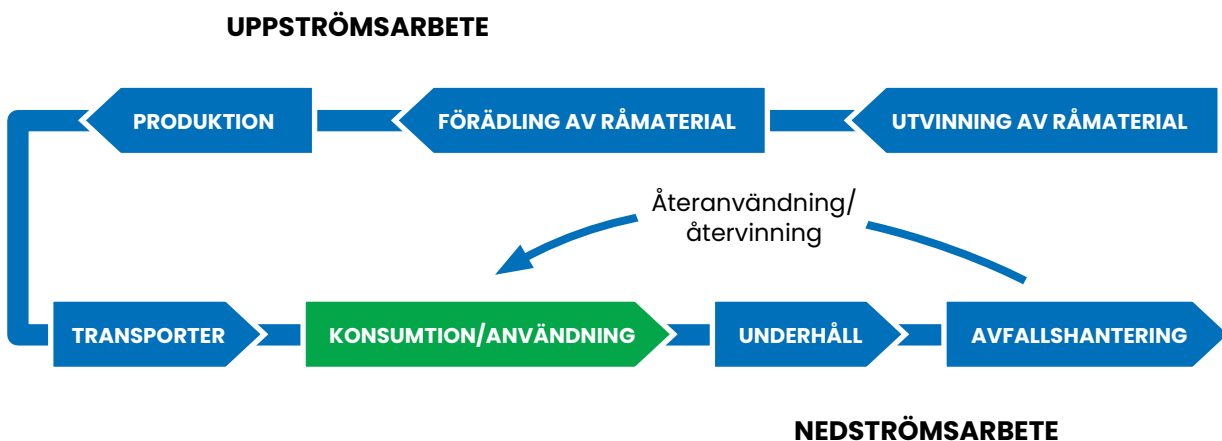 UPPSTRÖMSARBETE
PRODUKTION
FÖRÄDLING AV RÅMATERIAL
UTVINNING AV RÅMATERIAL
Återanvändning/
återvinning
TRANSPORTER
KONSUMTION/ANVÄNDNING
UNDERHÅLL
AVFALLSHANTERING
NEDSTRÖMSARBETE